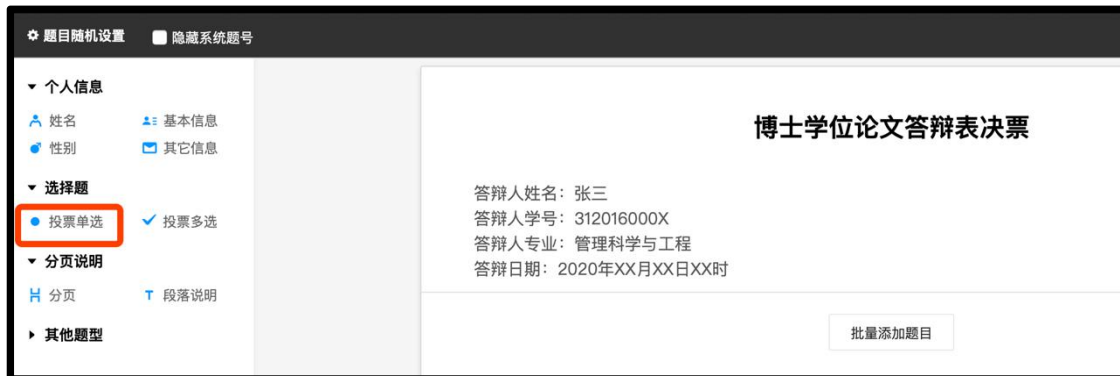 题目随机设置 隐藏系统题号
个人信息
姓名 基本信息
性别 其它信息
选择题
投票单选 投票多选
分页说明
分页 段落说明
其他题型
博士学位论文答辩表决票
答辩人姓名：张三
答辩人学号：312016000X
答辩人专业：管理科学与工程
答辩日期：2020年XX月XX日XX时
批量添加题目